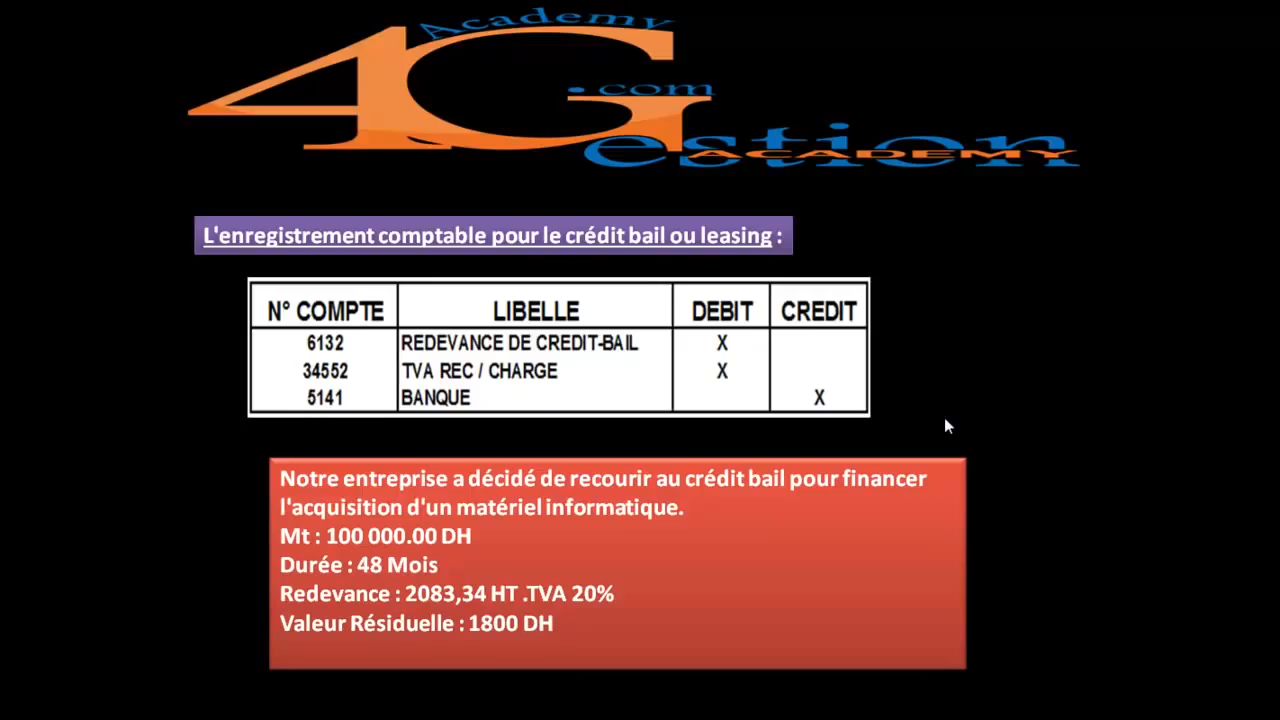 Academy
4G
.com
estion
ACADEMY
L'enregistrement comptable pour le crédit bail ou leasing :
N° COMPTE LIBELLE DEBIT CREDIT
6132 REDEVANCE DE CREDIT-BAIL X
34552 TVA REC / CHARGE X
5141 BANQUE X
Notre entreprise a décidé de recourir au crédit bail pour financer
l'acquisition d'un matériel informatique.
Mt : 100 000.00 DH
Durée : 48 Mois
Redevance : 2083,34 HT .TVA 20%
Valeur Résiduelle : 1800 DH